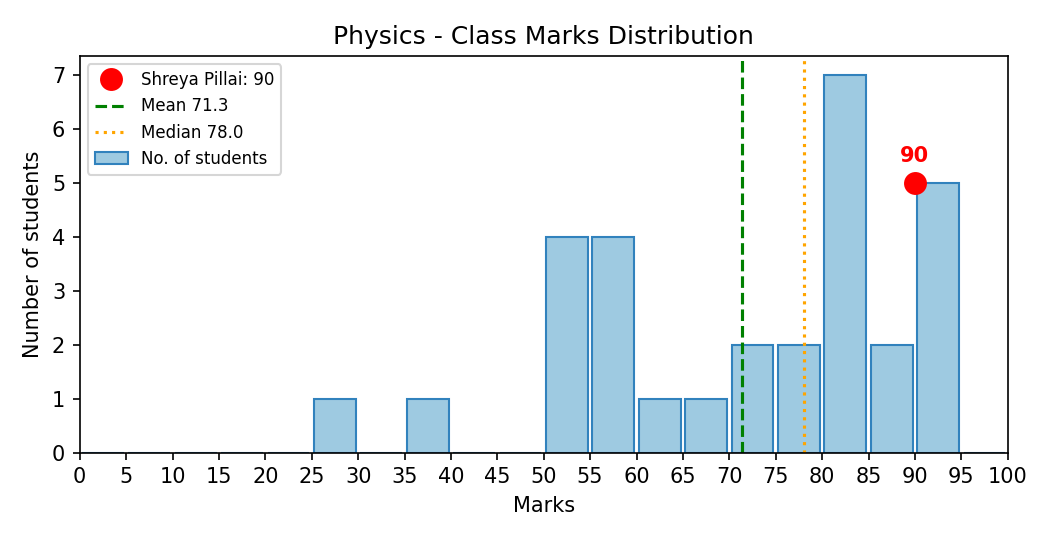 Physics - Class Marks Distribution
Shreya Pillai: 90
Mean 71.3
Median 78.0
No. of students
90
Number of students
7
6
5
4
3
2
1
0
0 5 10 15 20 25 30 35 40 45 50 55 60 65 70 75 80 85 90 95 100
Marks